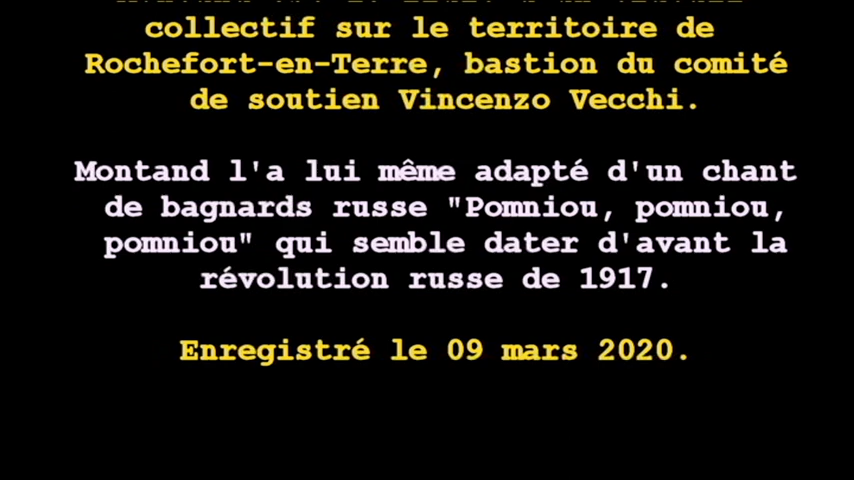 collectif sur le territoire de
Rochefort-en-Terre, bastion du comité
de soutien Vincenzo Vecchi.
Montand l'a lui même adapté d'un chant
de bagnards russe "Pomniou, pomniou,
pomniou" qui semble dater d'avant la
révolution russe de 1917.
Enregistré le 09 mars 2020.